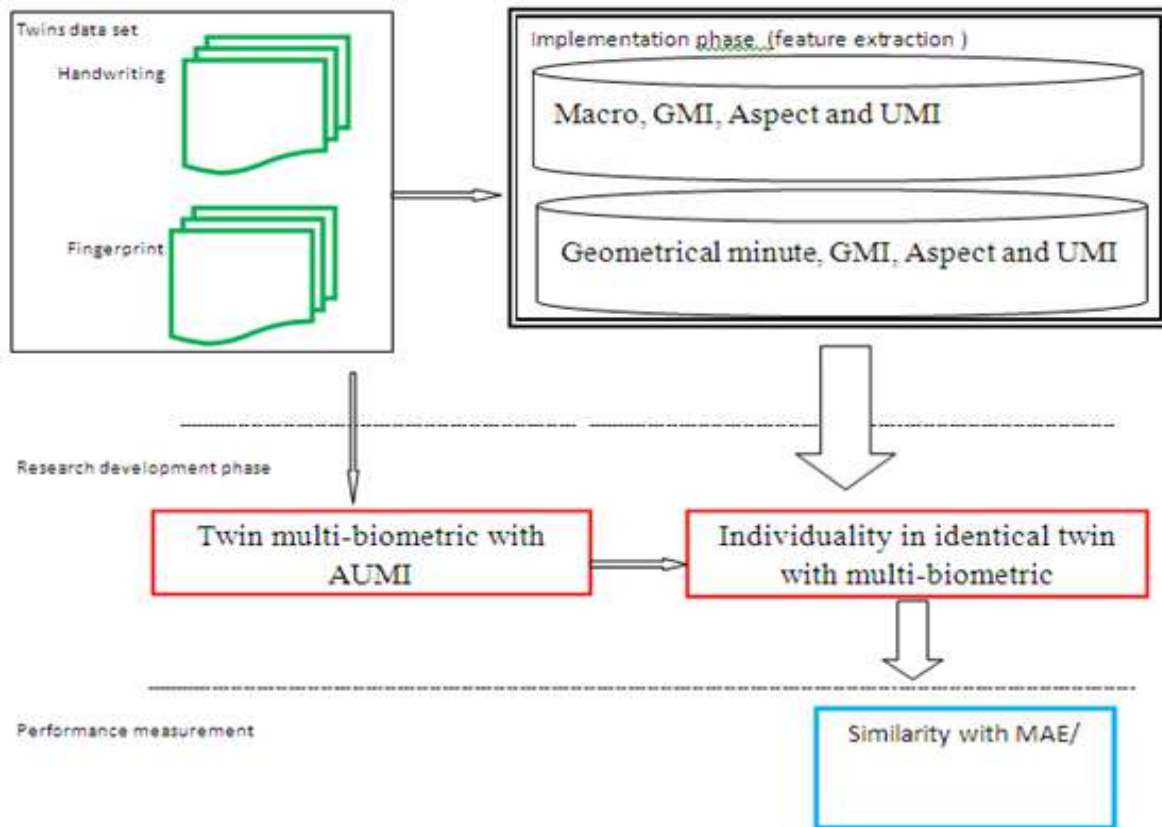 Twins data set
Handwriting
Fingerprint
Implementation phase (feature extraction )
Macro, GMI, Aspect and UMI
Geometrical minute, GMI, Aspect and UMI
Research development phase
Twin multi-biometric with
AUMI
Individuality in identical twin
with multi-biometric
Performance measurement
Similarity with MAE/